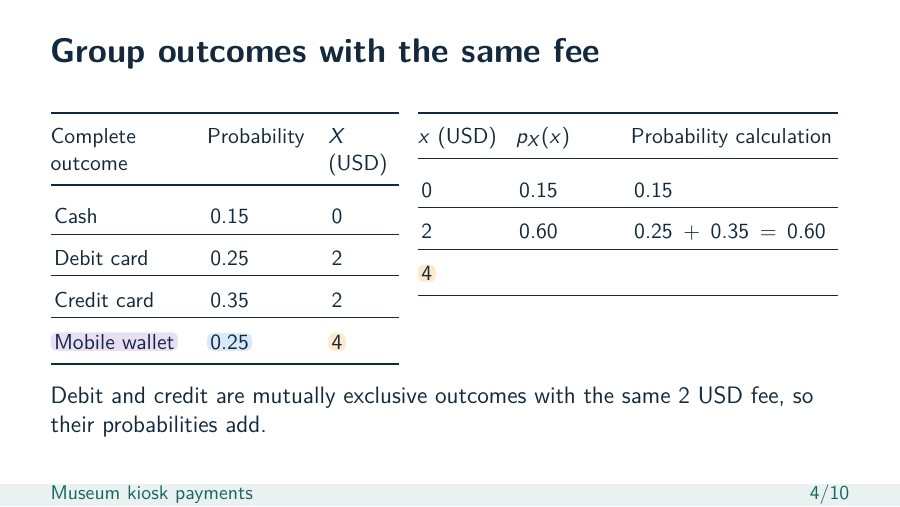 Group outcomes with the same fee
Complete outcome Probability X (USD)
Cash 0.15 0
Debit card 0.25 2
Credit card 0.35 2
Mobile wallet 0.25 4
x (USD) pX(x) Probability calculation
0 0.15 0.15
2 0.60 0.25 + 0.35 = 0.60
4
Debit and credit are mutually exclusive outcomes with the same 2 USD fee, so
their probabilities add.
Museum kiosk payments 4/10